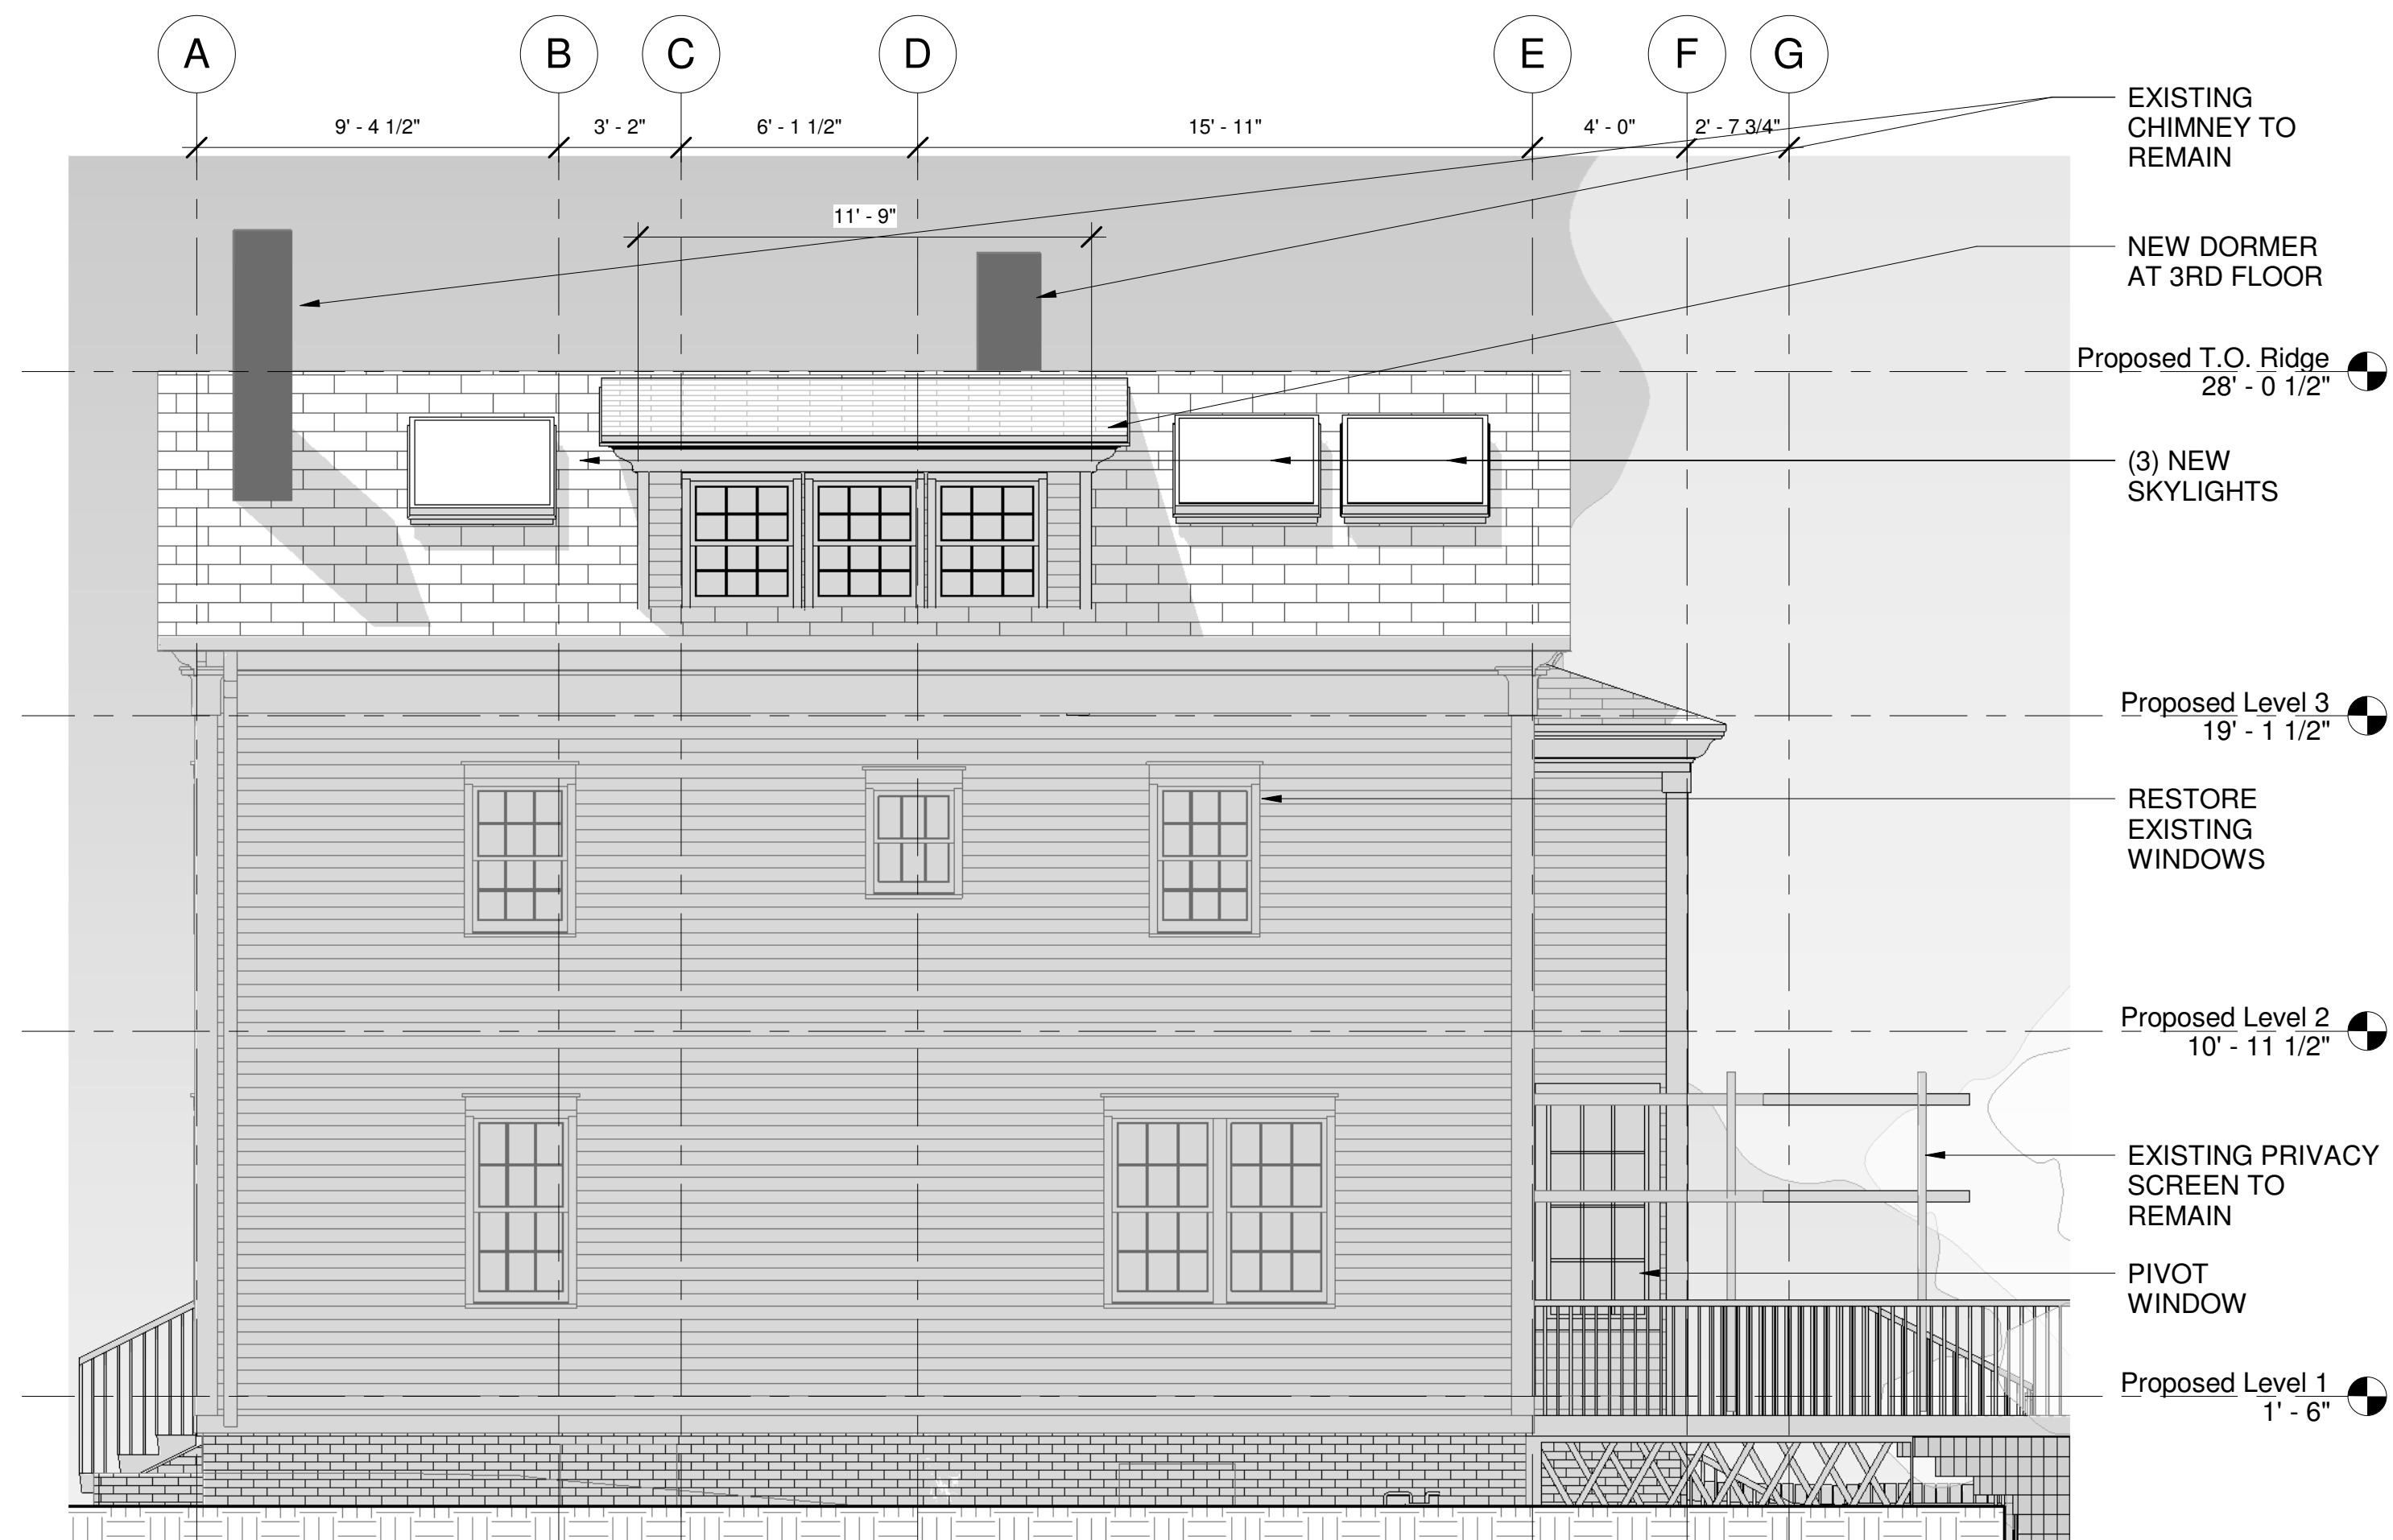 A B C D E F G
9' - 4 1/2" 3' - 2" 6' - 1 1/2" 15' - 11" 4' - 0" 2' - 7 3/4"
11' - 9"
EXISTING
CHIMNEY TO
REMAIN
NEW DORMER
AT 3RD FLOOR
Proposed T.O. Ridge
28' - 0 1/2"
(3) NEW
SKYLIGHTS
Proposed Level 3
19' - 1 1/2"
RESTORE
EXISTING
WINDOWS
Proposed Level 2
10' - 11 1/2"
EXISTING PRIVACY
SCREEN TO
REMAIN
PIVOT
WINDOW
Proposed Level 1
1' - 6"